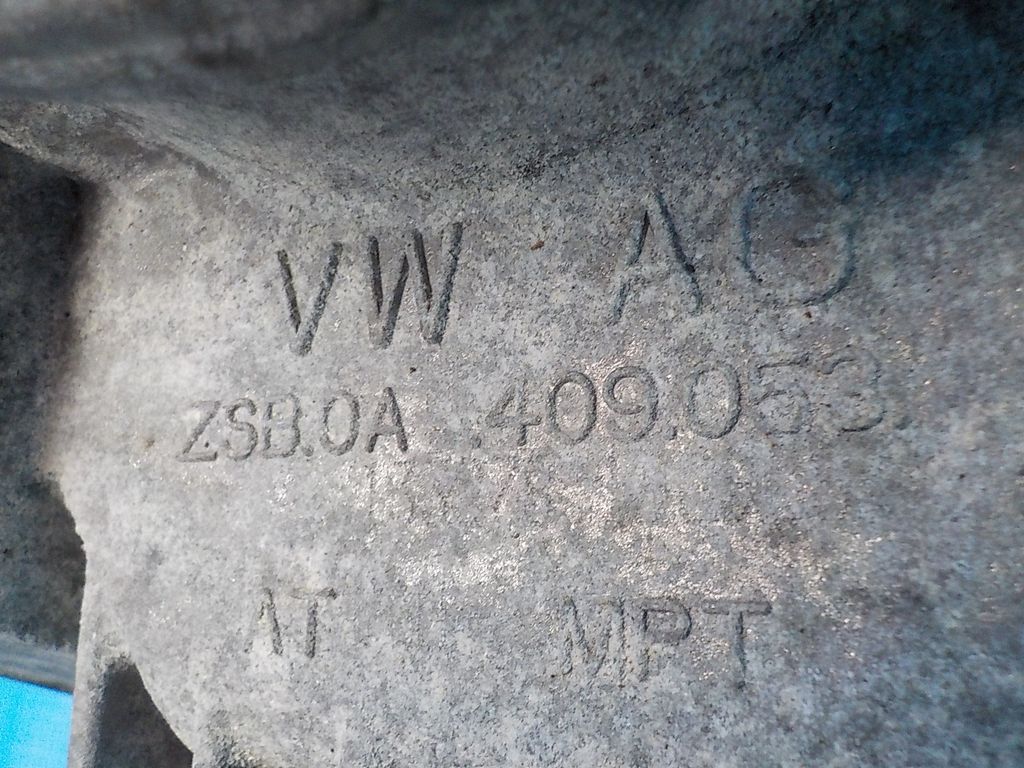 VW AG
ZSB.0A .409.053.
AT MPT